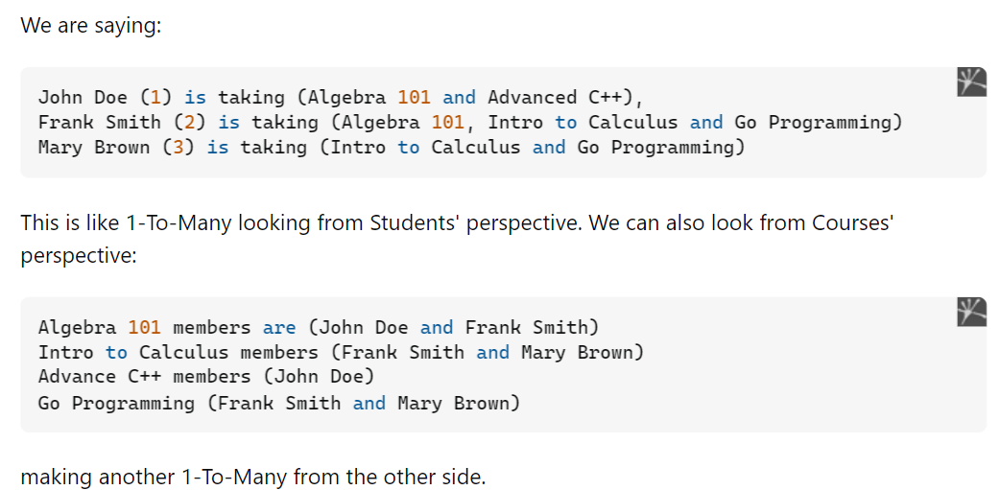 We are saying:
John Doe (1) is taking (Algebra 101 and Advanced C++),
Frank Smith (2) is taking (Algebra 101, Intro to Calculus and Go Programming)
Mary Brown (3) is taking (Intro to Calculus and Go Programming)
This is like 1-To-Many looking from Students' perspective. We can also look from Courses'
perspective:
Algebra 101 members are (John Doe and Frank Smith)
Intro to Calculus members (Frank Smith and Mary Brown)
Advance C++ members (John Doe)
Go Programming (Frank Smith and Mary Brown)
making another 1-To-Many from the other side.